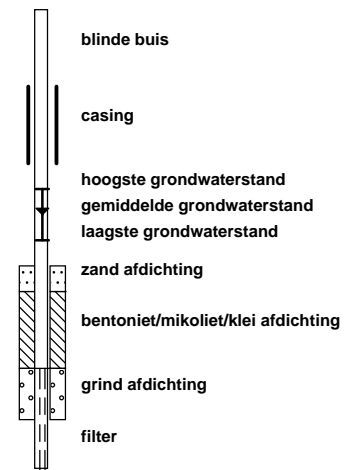 blinde buis
casing
hoogste grondwaterstand
gemiddelde grondwaterstand
laagste grondwaterstand
zand afdichting
bentoniet/mikoliet/klei afdichting
grind afdichting
filter